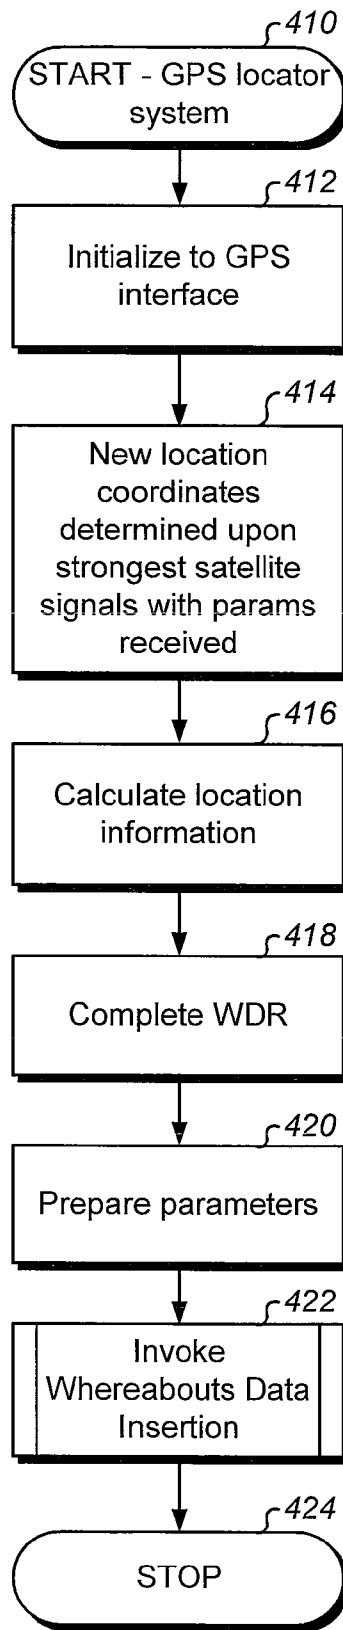 410
START - GPS locator
system
412
Initialize to GPS
interface
414
New location
coordinates
determined upon
strongest satellite
signals with params
received
416
Calculate location
information
418
Complete WDR
420
Prepare parameters
422
Invoke
Whereabouts Data
Insertion
424
STOP